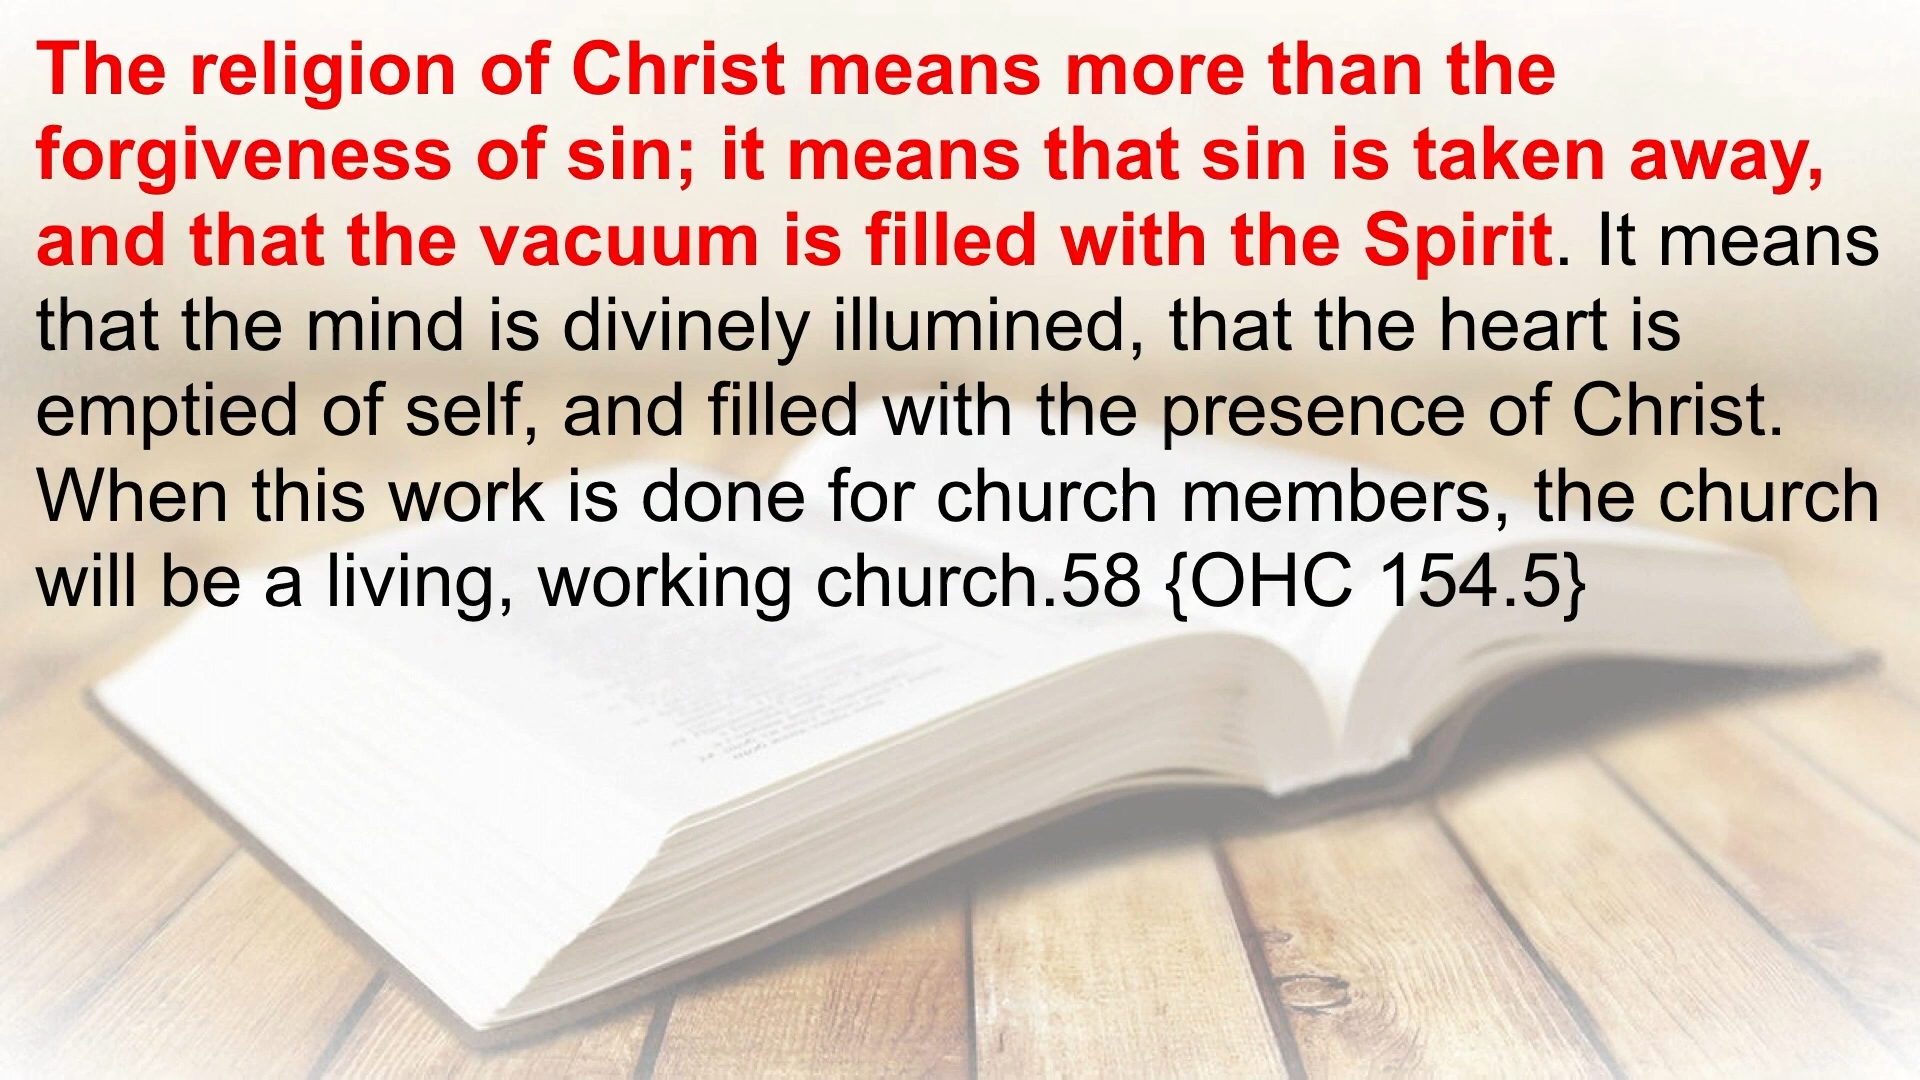 The religion of Christ means more than the
forgiveness of sin; it means that sin is taken away,
and that the vacuum is filled with the Spirit. It means
that the mind is divinely illumined, that the heart is
emptied of self, and filled with the presence of Christ.
When this work is done for church members, the church
will be a living, working church.58 {OHC 154.5}